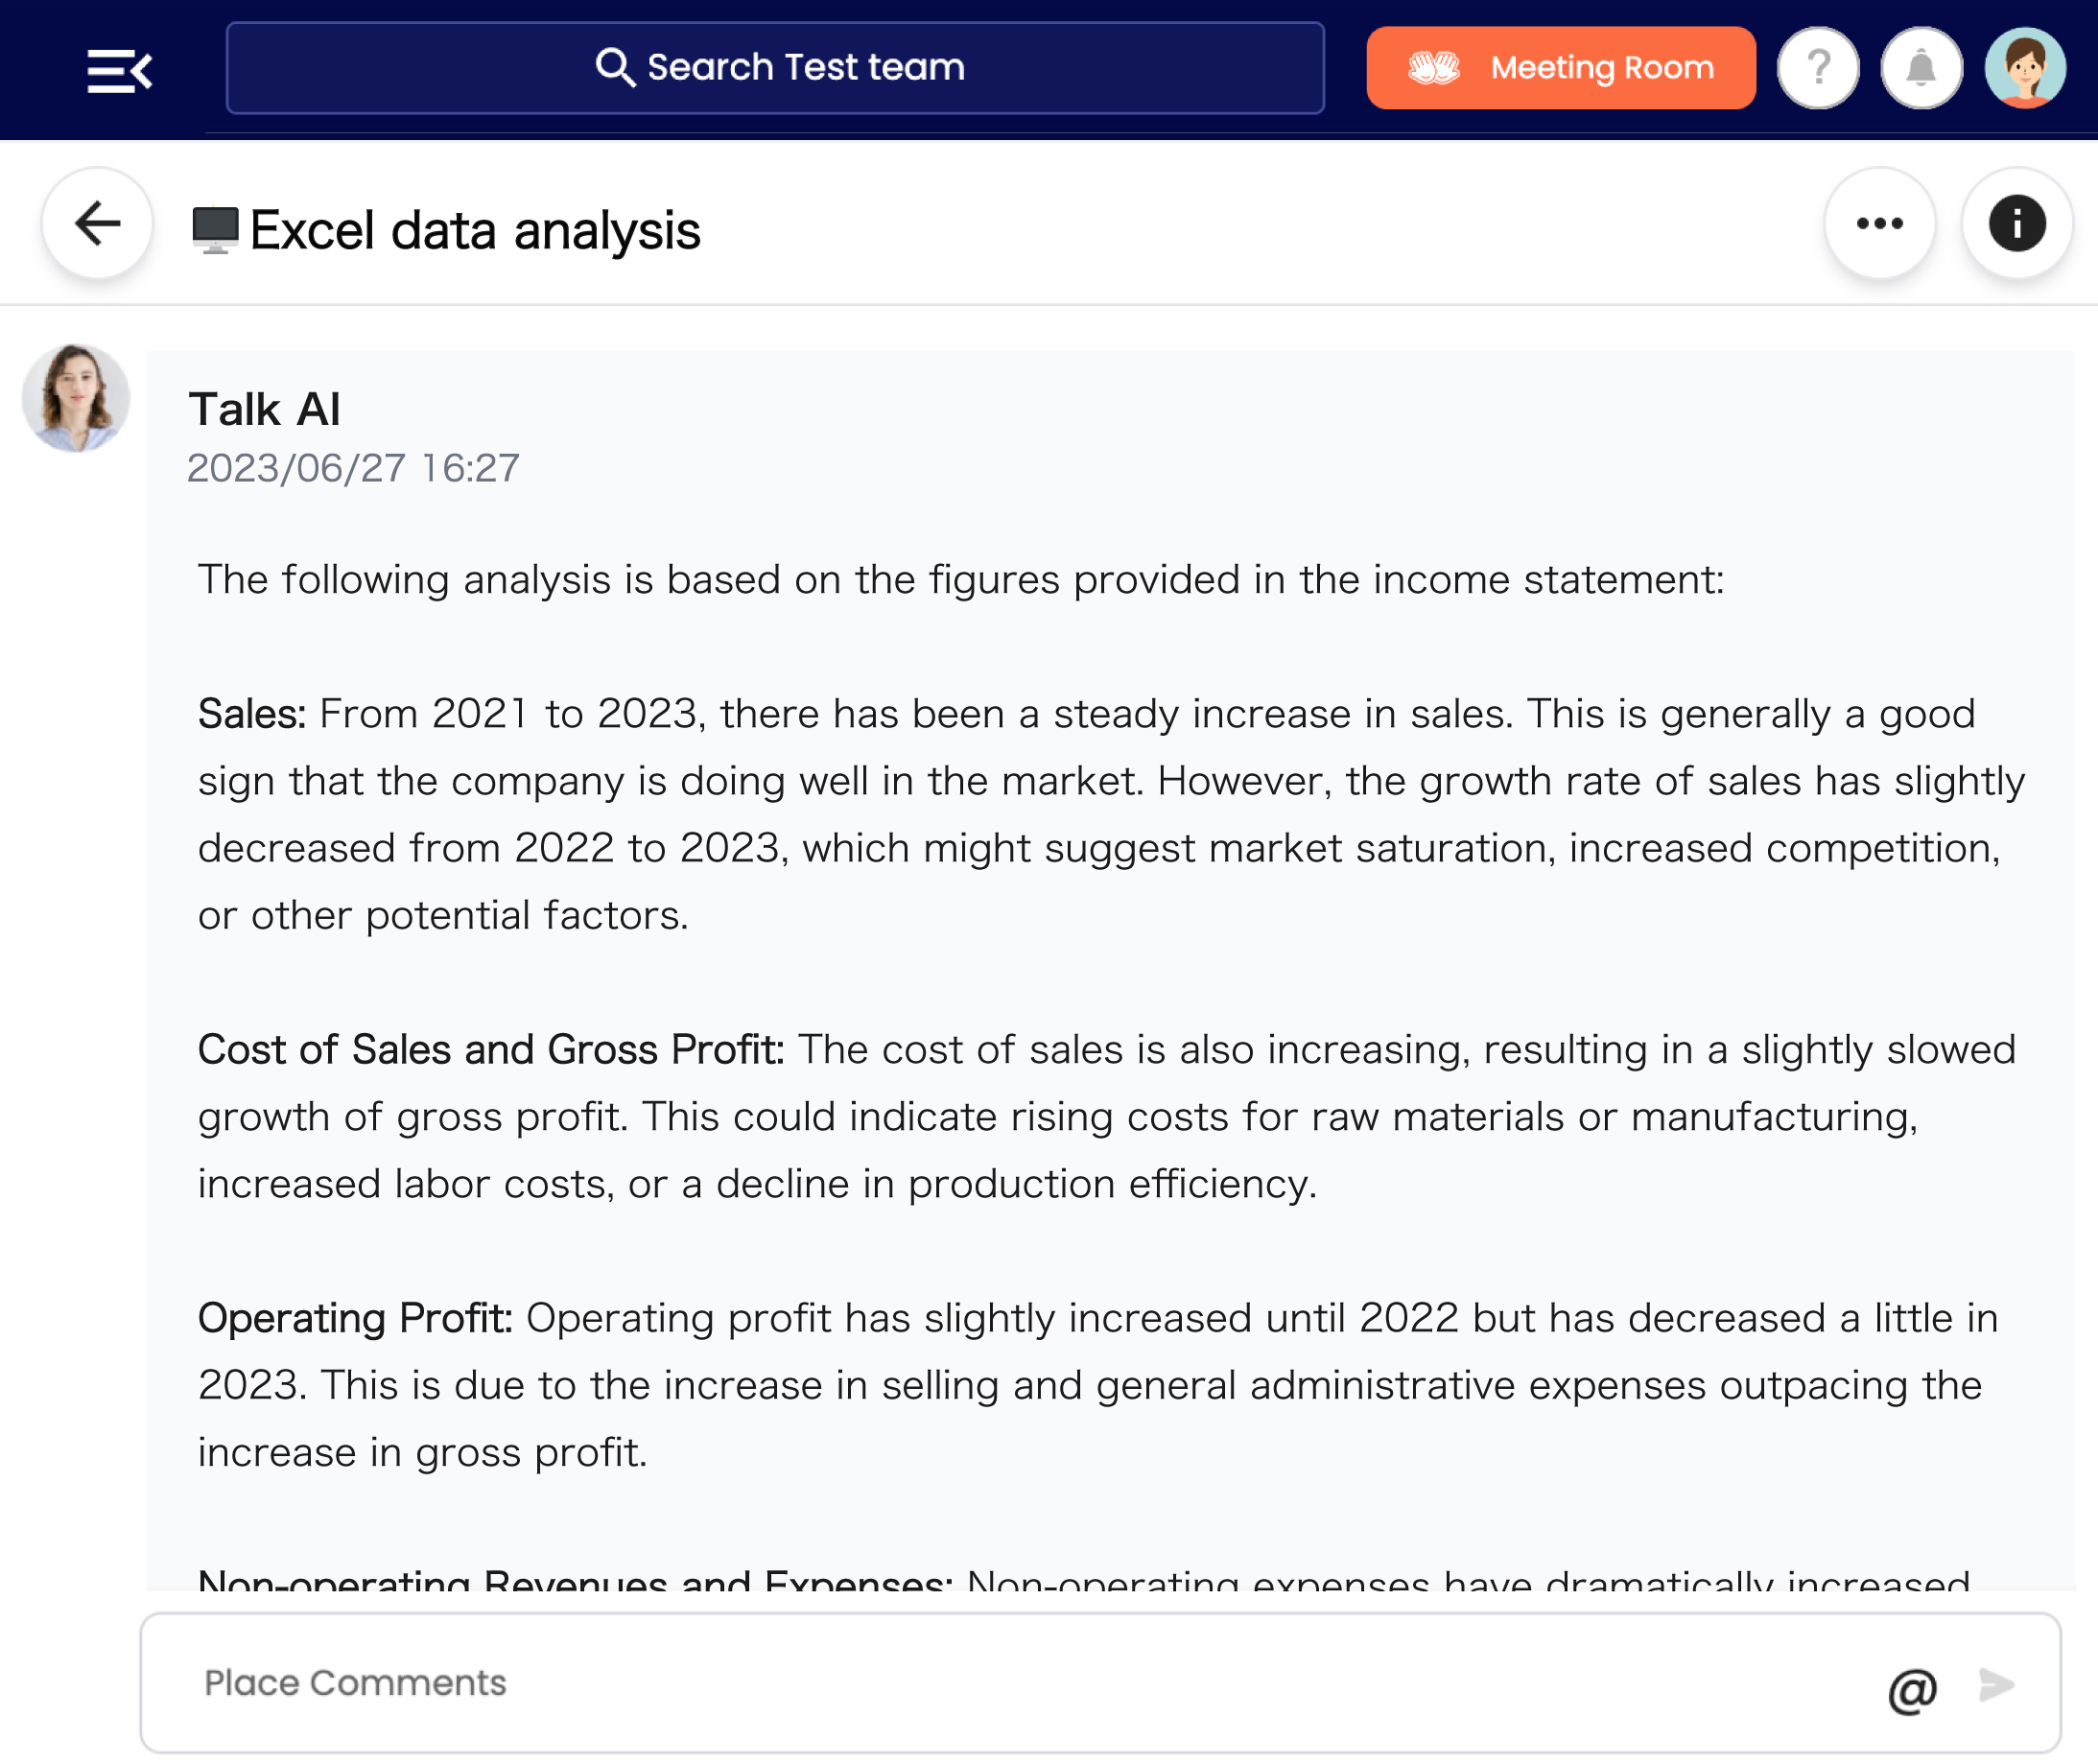 Search Test team
Meeting Room
?
Excel data analysis
Talk AI
2023/06/27 16:27
The following analysis is based on the figures provided in the income statement:
Sales: From 2021 to 2023, there has been a steady increase in sales. This is generally a good
sign that the company is doing well in the market. However, the growth rate of sales has slightly
decreased from 2022 to 2023, which might suggest market saturation, increased competition,
or other potential factors.
Cost of Sales and Gross Profit: The cost of sales is also increasing, resulting in a slightly slowed
growth of gross profit. This could indicate rising costs for raw materials or manufacturing,
increased labor costs, or a decline in production efficiency.
Operating Profit: Operating profit has slightly increased until 2022 but has decreased a little in
2023. This is due to the increase in selling and general administrative expenses outpacing the
increase in gross profit.
Non-operating Revenues and Expenses: Non-operating expenses have dramatically increased
Place Comments
@